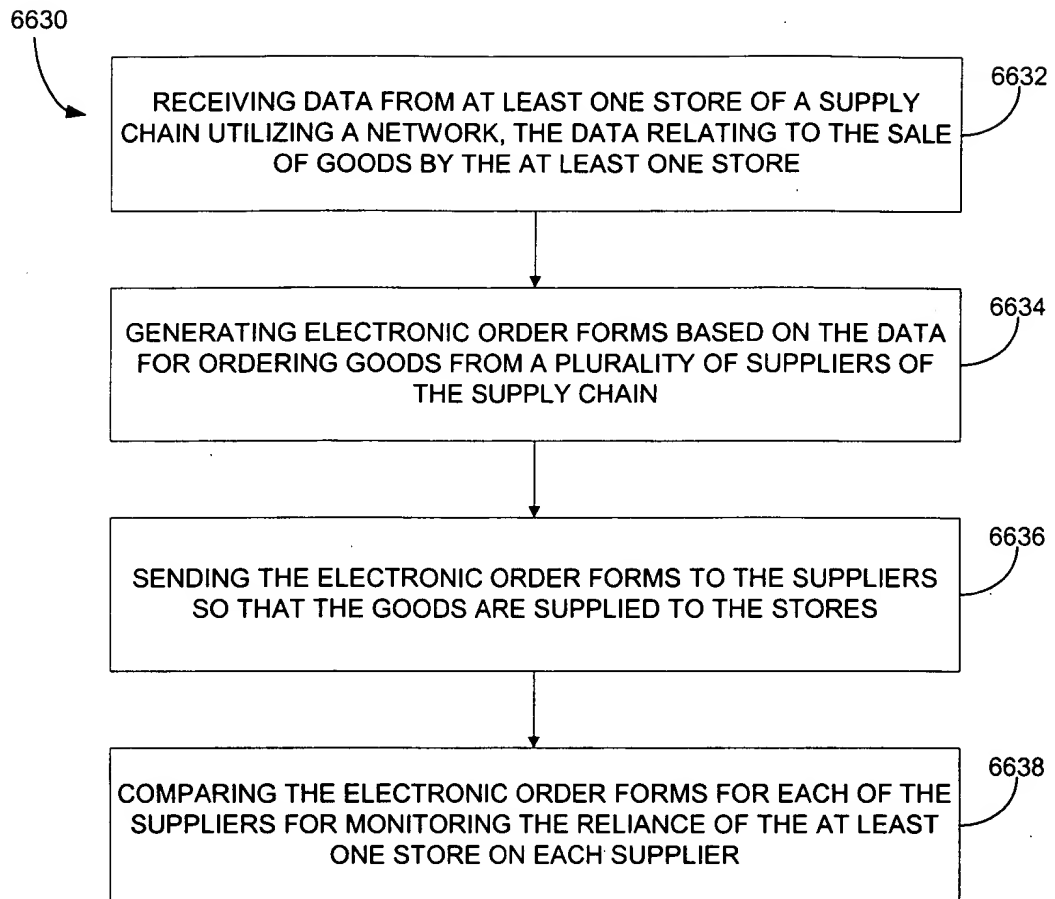 6630
6632
RECEIVING DATA FROM AT LEAST ONE STORE OF A SUPPLY
CHAIN UTILIZING A NETWORK, THE DATA RELATING TO THE SALE
OF GOODS BY THE AT LEAST ONE STORE
6634
GENERATING ELECTRONIC ORDER FORMS BASED ON THE DATA
FOR ORDERING GOODS FROM A PLURALITY OF SUPPLIERS OF
THE SUPPLY CHAIN
6636
SENDING THE ELECTRONIC ORDER FORMS TO THE SUPPLIERS
SO THAT THE GOODS ARE SUPPLIED TO THE STORES
6638
COMPARING THE ELECTRONIC ORDER FORMS FOR EACH OF THE
SUPPLIERS FOR MONITORING THE RELIANCE OF THE AT LEAST
ONE STORE ON EACH SUPPLIER